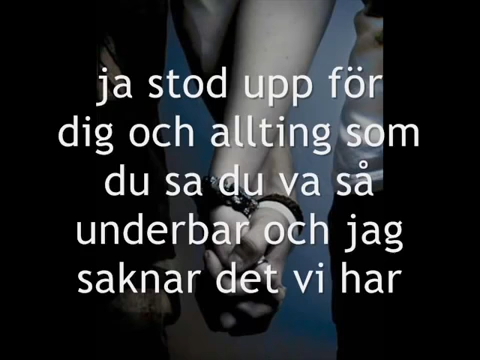 ja stod upp för
dig och allting som
du sa du va så
underbar och jag
saknar det vi har